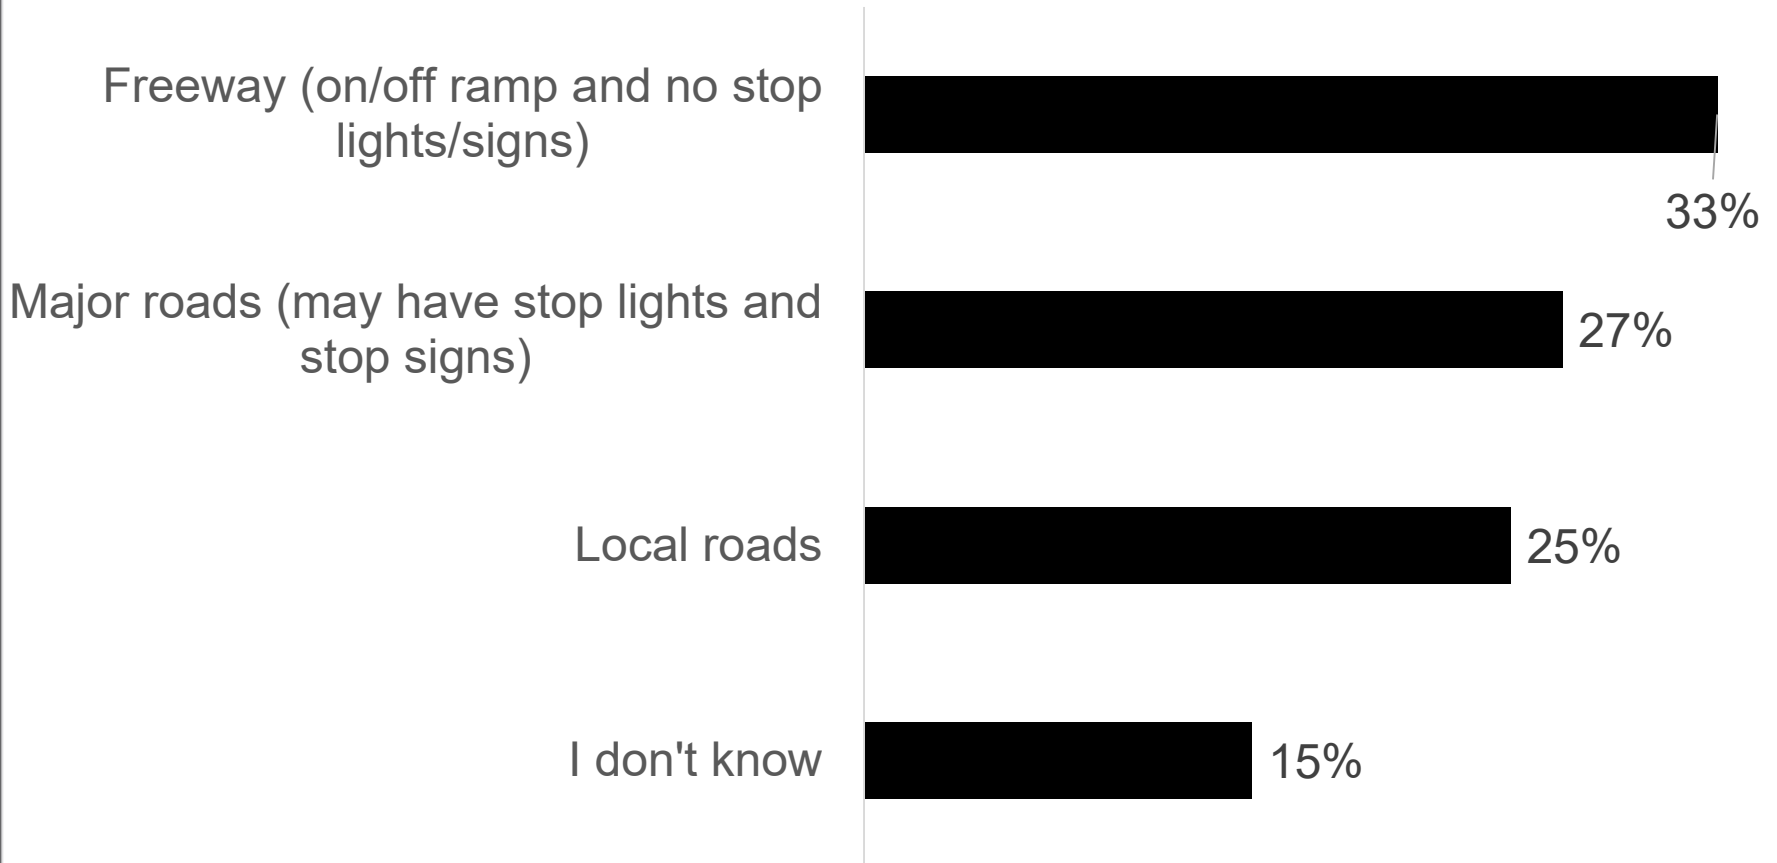 Freeway (on/off ramp and no stop
lights/signs)
33%
Major roads (may have stop lights and
stop signs)
27%
Local roads
25%
I don't know
15%